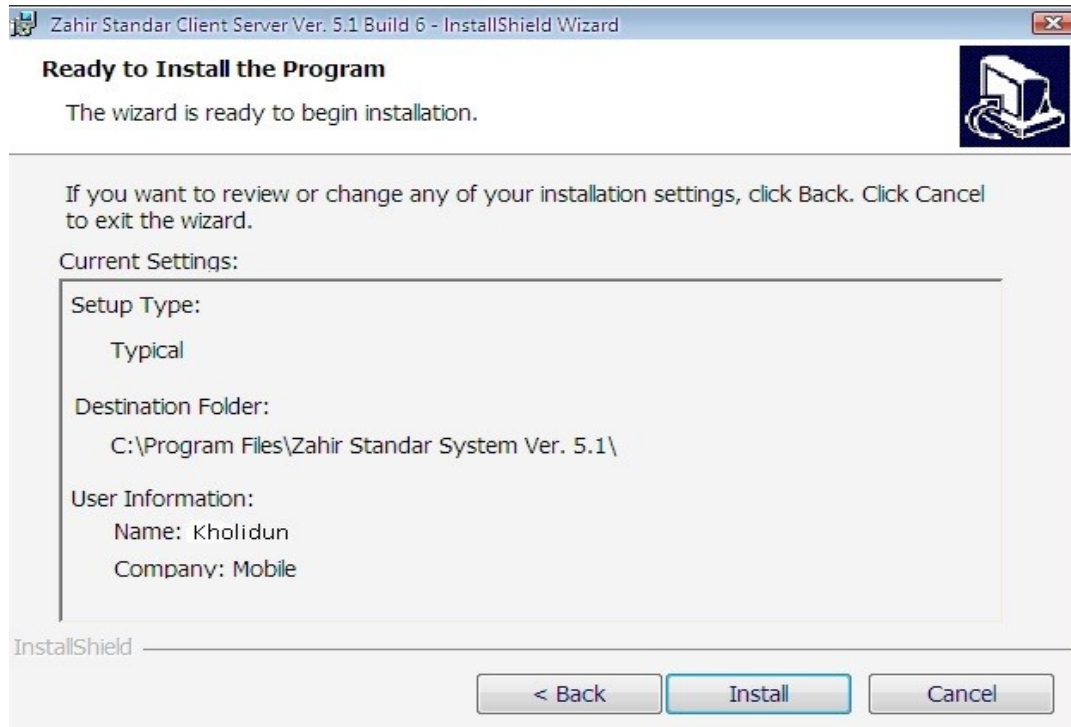 Zahir Standar Client Server Ver. 5.1 Build 6 - InstallShield Wizard
Ready to Install the Program
The wizard is ready to begin installation.
If you want to review or change any of your installation settings, click Back. Click Cancel
to exit the wizard.
Current Settings:
Setup Type:
Typical
Destination Folder:
C:\Program Files\Zahir Standar System Ver. 5.1\
User Information:
Name: Kholidun
Company: Mobile
InstallShield
< Back
Install
Cancel